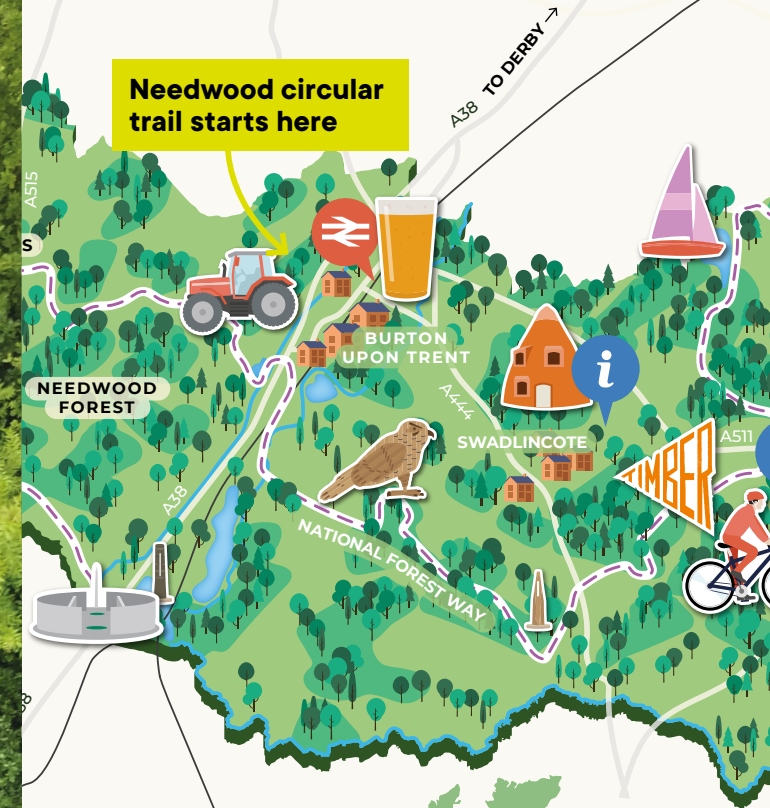 Needwood circular
trail starts here
TO DERBY
A38
A515
S
BURTON
UPON TRENT
NEEDWOOD
FOREST
A444
i
SWADLINCOTE
A511
TIMBER
A38
NATIONAL FOREST WAY
38